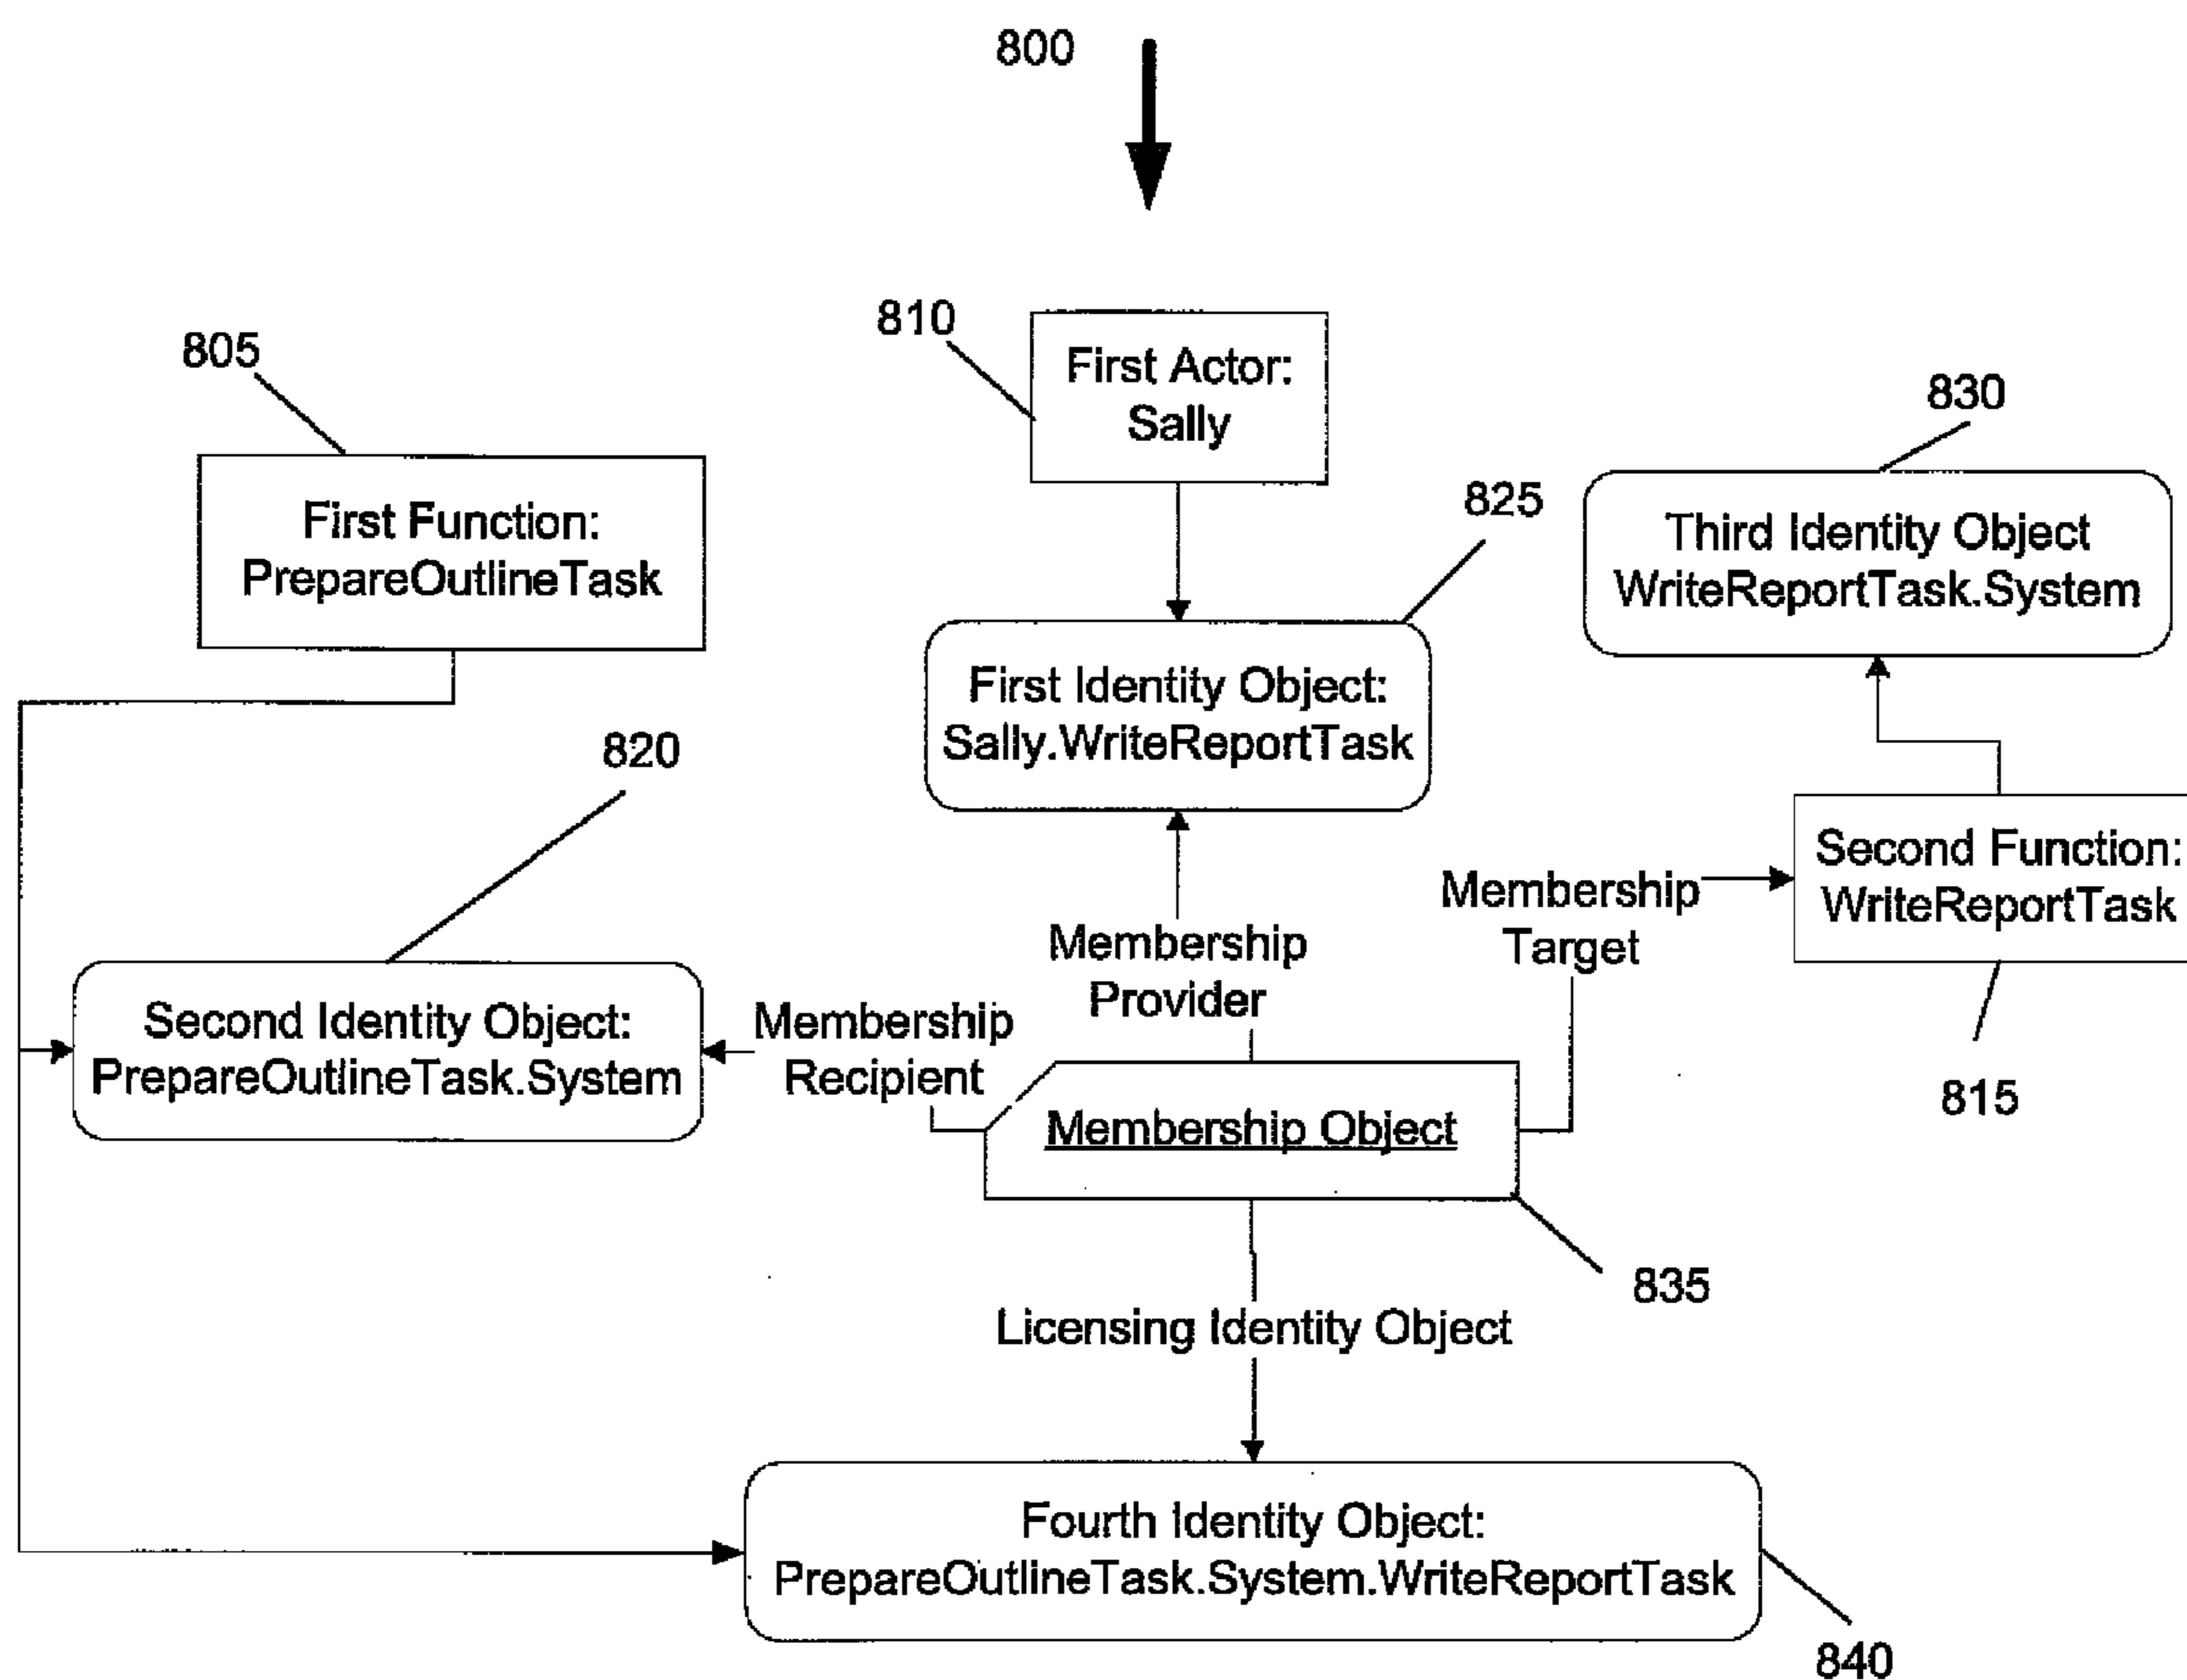 800
810
First Actor:
Sally
805
830
First Function:
PrepareOutlineTask
825
Third Identity Object
WriteReportTask.System
First Identity Object:
Sally.WriteReportTask
820
Second Function:
WriteReportTask
Membership
Target
Membership
Provider
Second Identity Object:
PrepareOutlineTask.System
Membership
Recipient
815
Membership Object
835
Licensing Identity Object
Fourth Identity Object:
PrepareOutlineTask.System.WriteReportTask
840